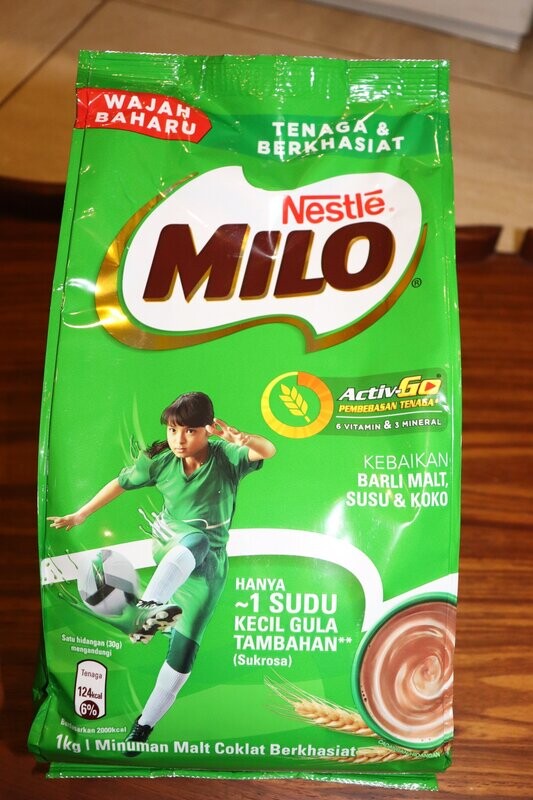 WAJAH
BAHARU
TENAGA &
BERKHASIAT
Nestlé
MILO®
Activ-Go®
PEMBEBASAN TENAGA*
6 VITAMIN & 3 MINERAL
KEBAIKAN
BARLI MALT,
SUSU & KOKO
HANYA
~1 SUDU
KECIL GULA
TAMBAHAN**
(Sukrosa)
Satu hidangan (30g)
mengandungi
Tenaga
124kcal
6%
Berdasarkan 2000kcal
1kg | Minuman Malt Coklat Berkhasiat